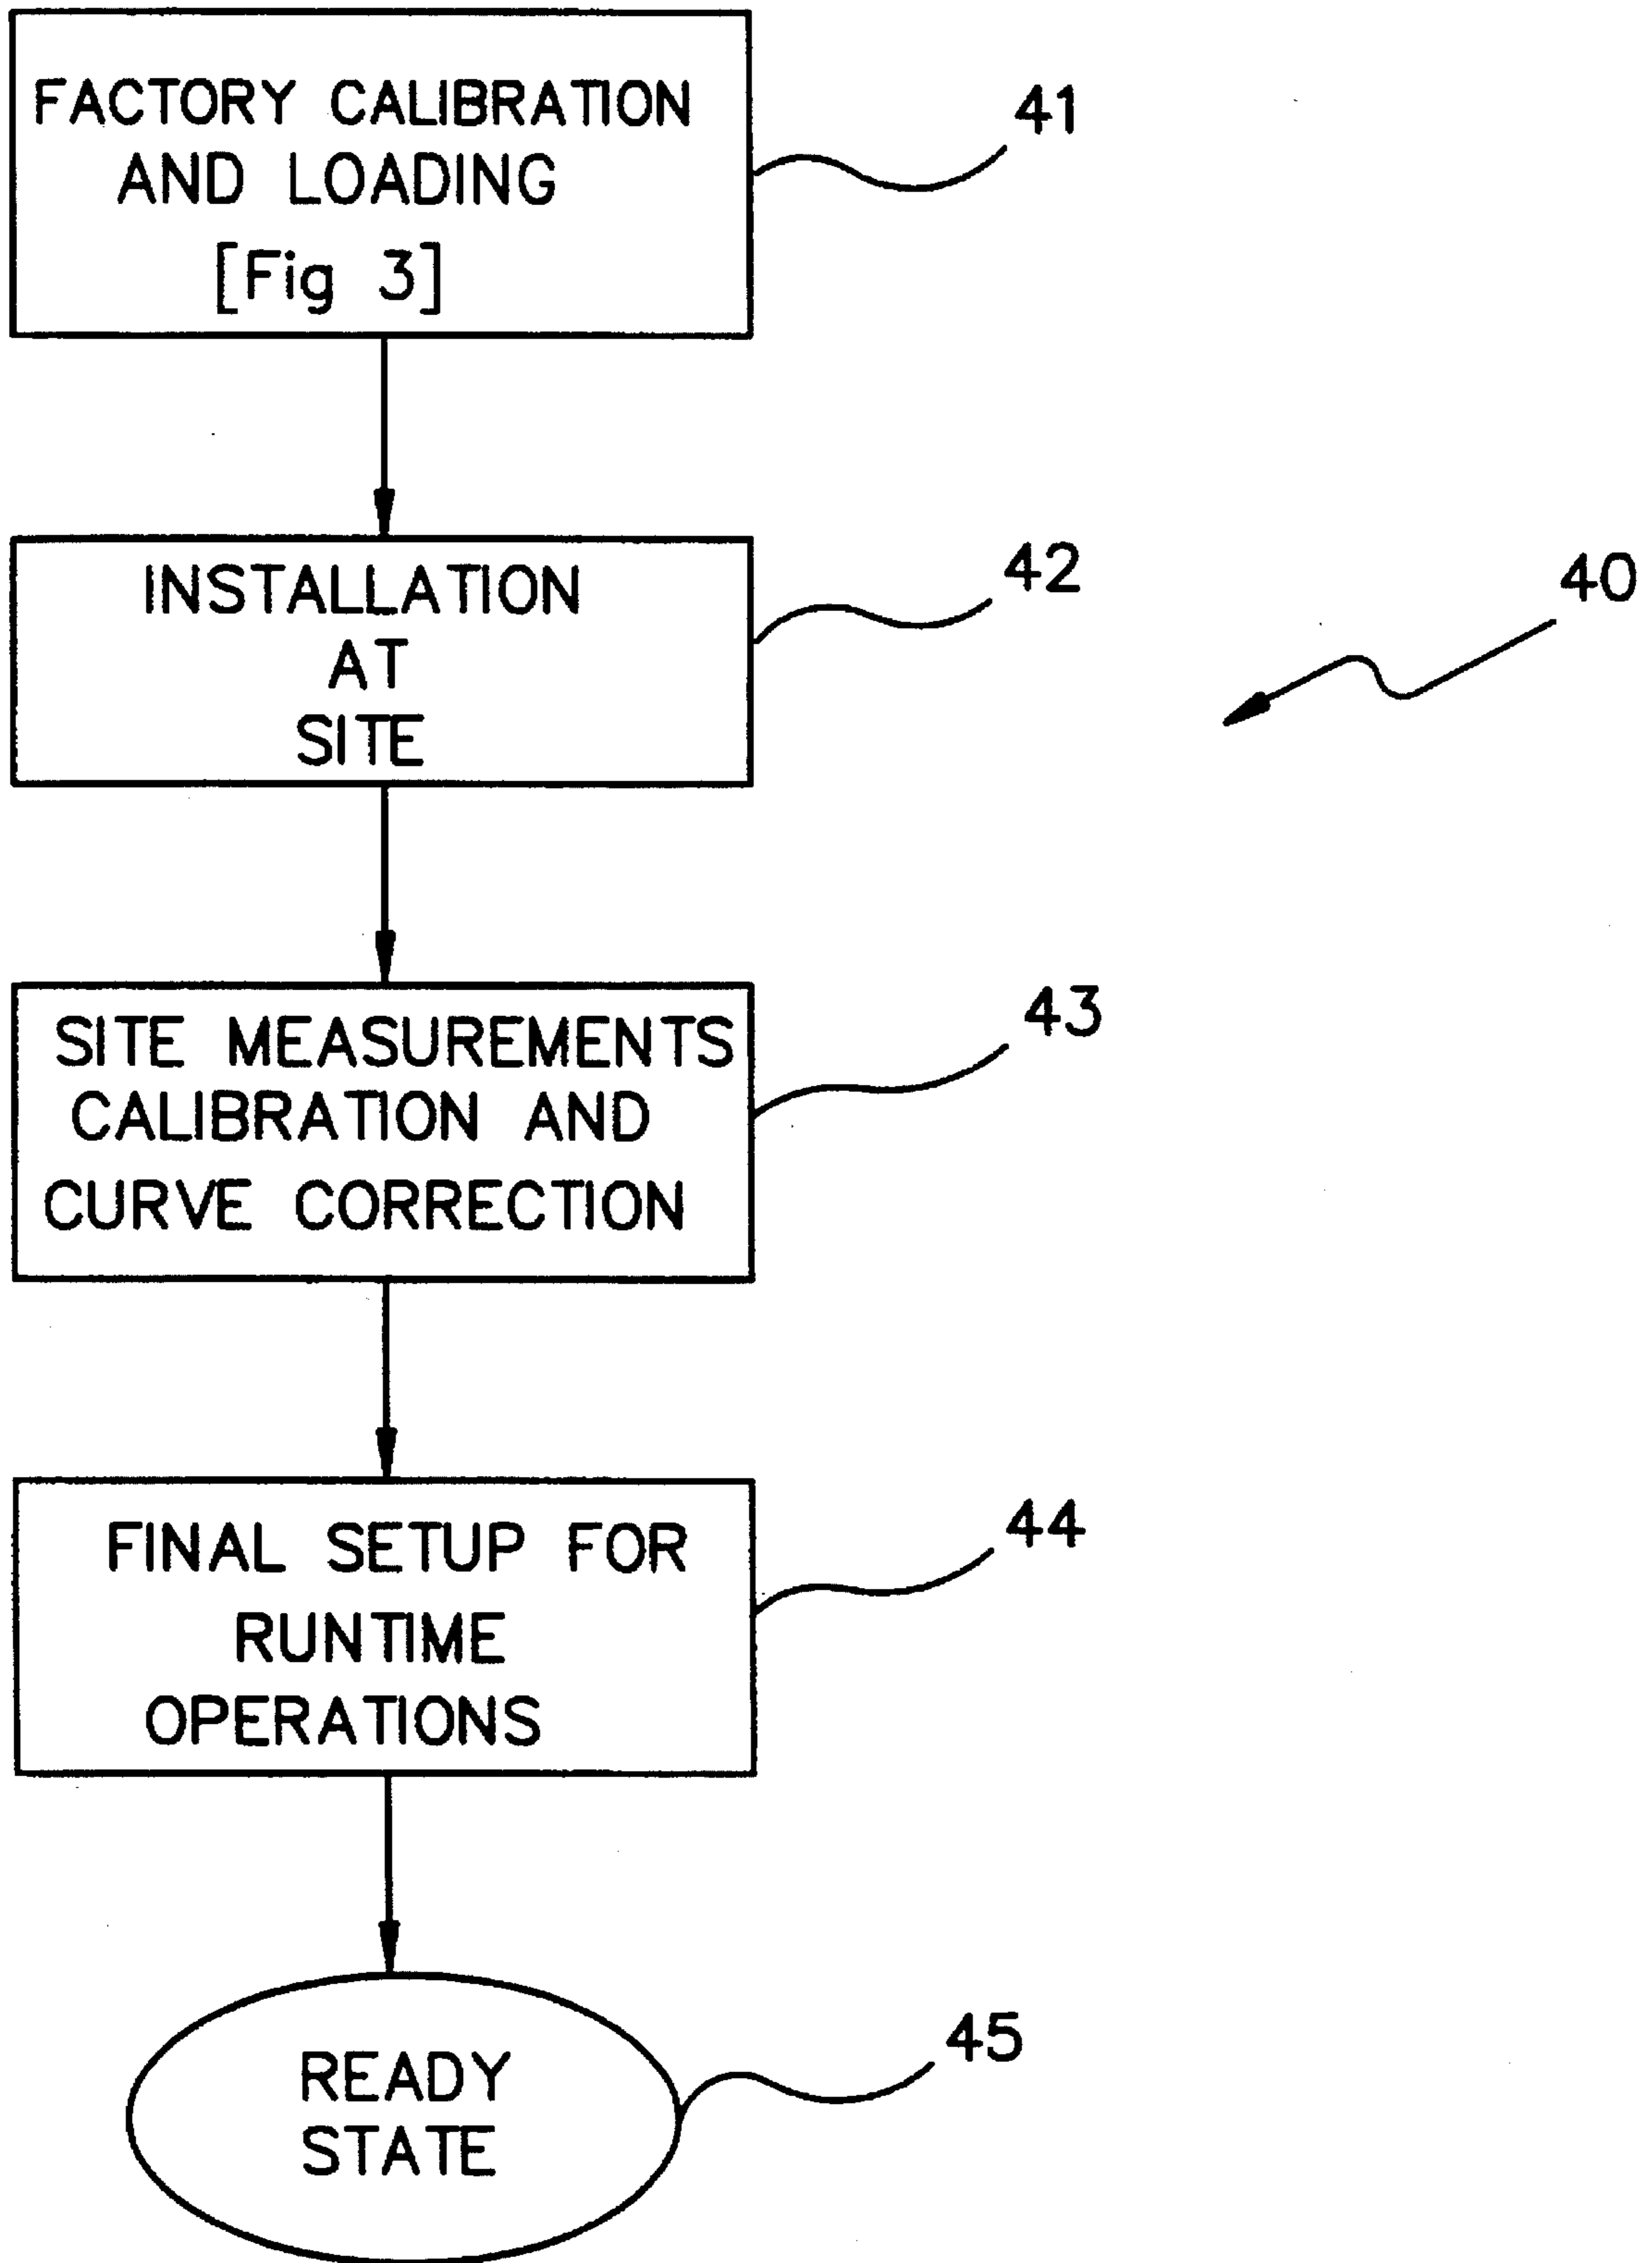 FACTORY CALIBRATION
AND LOADING
[Fig 3]
41
INSTALLATION
AT
SITE
42
40
SITE MEASUREMENTS
CALIBRATION AND
CURVE CORRECTION
43
FINAL SETUP FOR
RUNTIME
OPERATIONS
44
READY
STATE
45